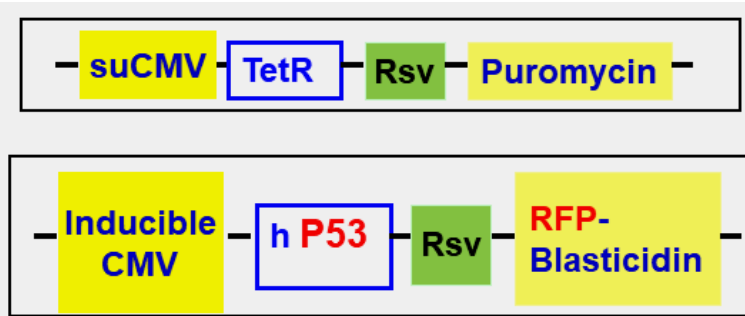 suCMV TetR Rsv Puromycin
Inducible
CMV
h P53
Rsv
RFP-
Blasticidin